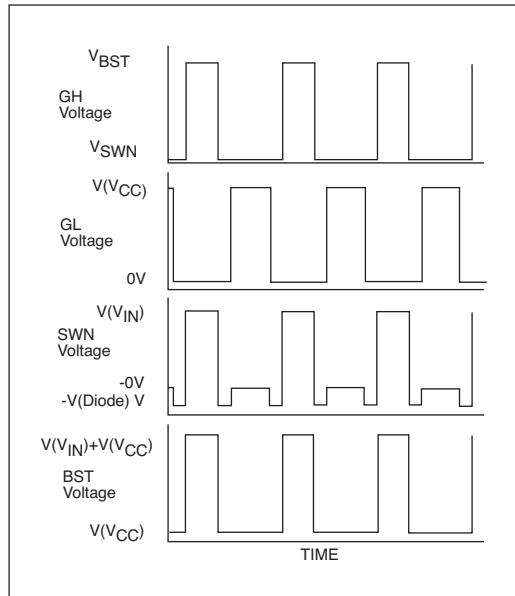 VBST
GH
Voltage
VSWN
V(VCC)
GL
Voltage
0V
V(VIN)
SWN
Voltage
-0V
-V(Diode) V
V(VIN)+V(VCC)
BST
Voltage
V(VCC)
TIME